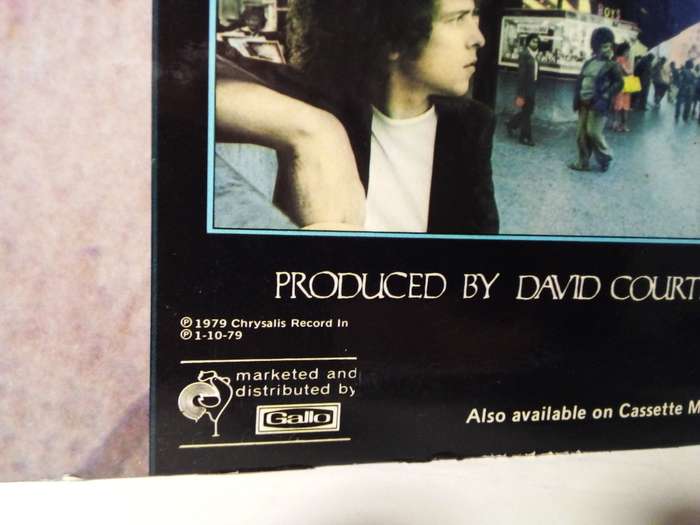 BOYS
PRODUCED BY DAVID COURT
℗ 1979 Chrysalis Record In
℗ 1-10-79
marketed and
distributed by
Gallo
Also available on Cassette M